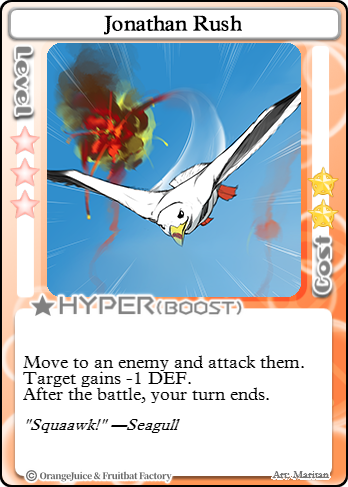 Jonathan Rush
Level
Cost
HYPER(BOOST)
Move to an enemy and attack them.
Target gains -1 DEF.
After the battle, your turn ends.
"Squaawk!" —Seagull
© OrangeJuice & Fruitbat Factory
Art: Maritan